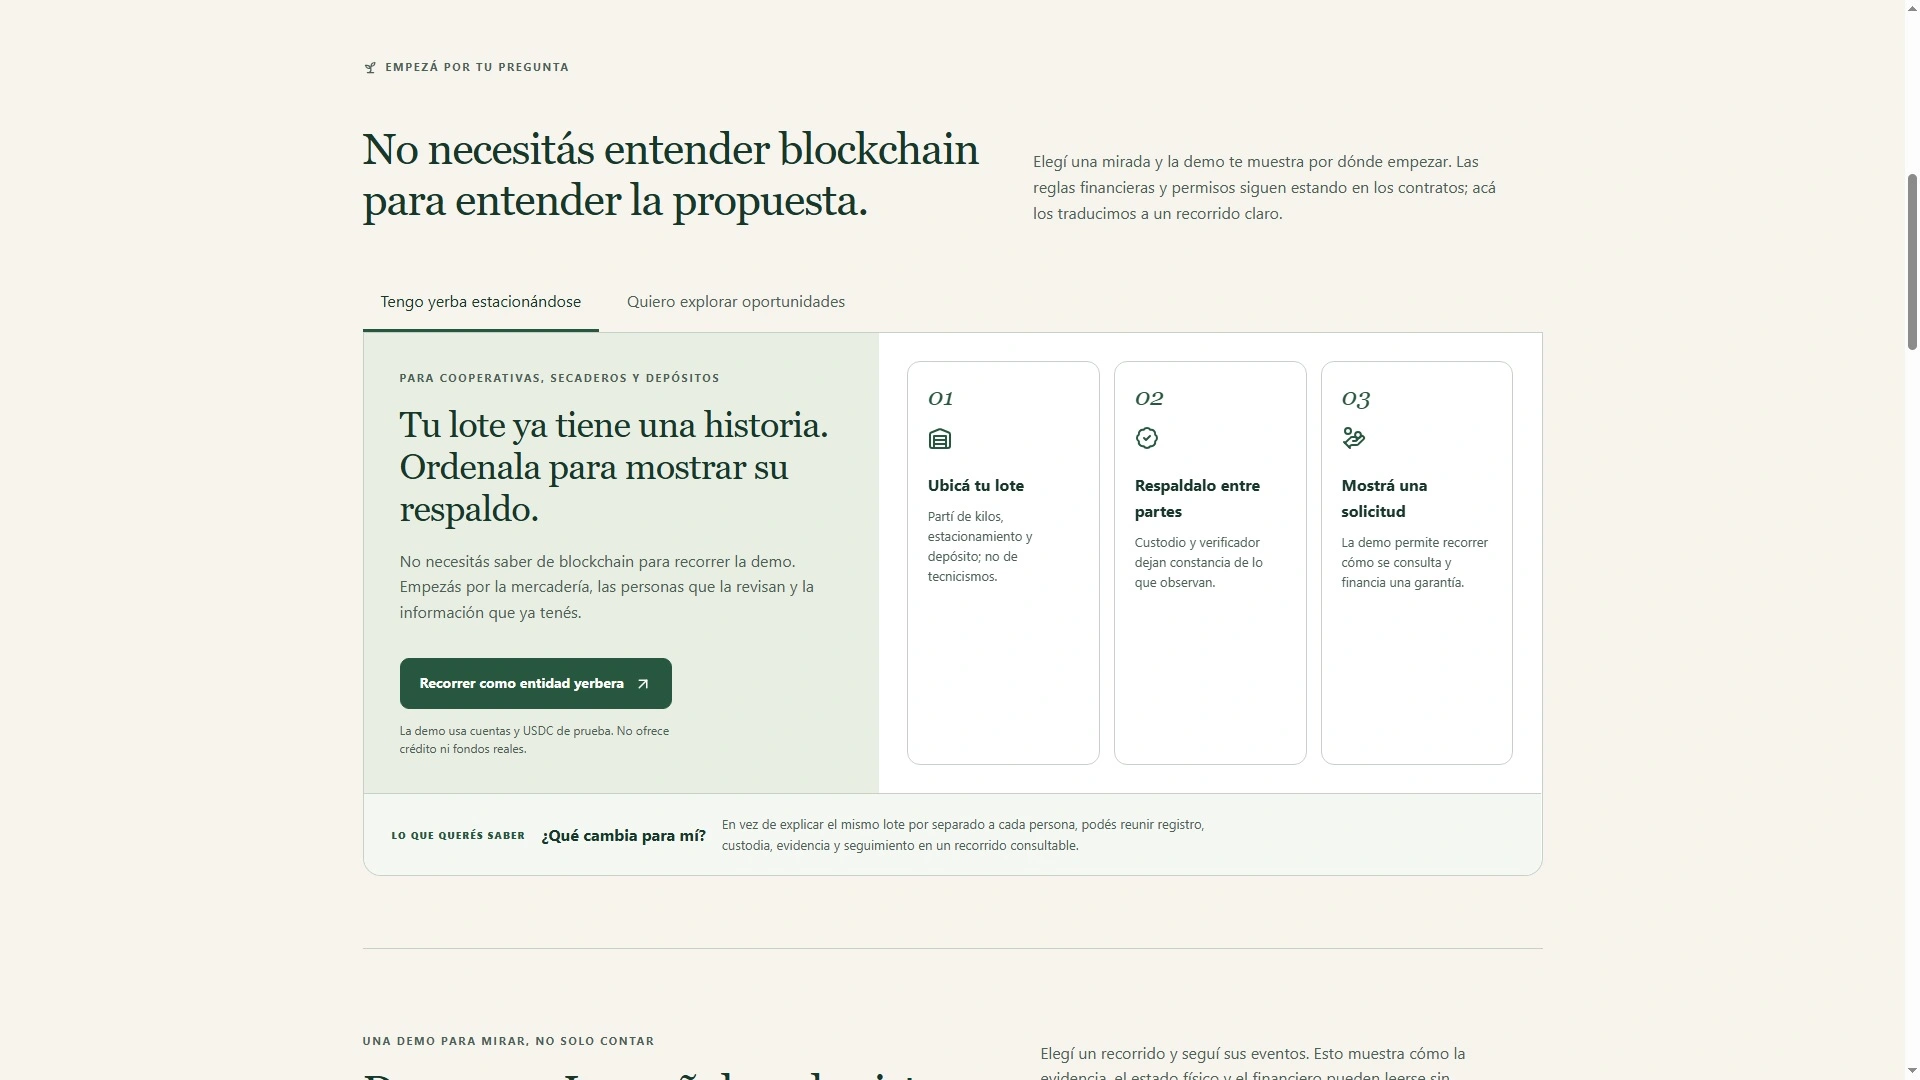 EMPEZÁ POR TU PREGUNTA
No necesitás entender blockchain
para entender la propuesta.
Elegí una mirada y la demo te muestra por dónde empezar. Las
reglas financieras y permisos siguen estando en los contratos; acá
los traducimos a un recorrido claro.
Tengo yerba estacionándose
Quiero explorar oportunidades
PARA COOPERATIVAS, SECADEROS Y DEPÓSITOS
Tu lote ya tiene una historia.
Ordenala para mostrar su
respaldo.
No necesitás saber de blockchain para recorrer la demo.
Empezás por la mercadería, las personas que la revisan y la
información que ya tenés.
Recorrer como entidad yerbera
La demo usa cuentas y USDC de prueba. No ofrece
crédito ni fondos reales.
01
Ubicá tu lote
Partí de kilos,
estacionamiento y
depósito; no de
tecnicismos.
02
Respaldalo entre
partes
Custodio y verificador
dejan constancia de lo
que observan.
03
Mostrá una
solicitud
La demo permite recorrer
cómo se consulta y
financia una garantía.
LO QUE QUERÉS SABER
¿Qué cambia para mí?
En vez de explicar el mismo lote por separado a cada persona, podés reunir registro,
custodia, evidencia y seguimiento en un recorrido consultable.
UNA DEMO PARA MIRAR, NO SOLO CONTAR
Elegí un recorrido y seguí sus eventos. Esto muestra cómo la
evidencia, el estado físico y el financiero pueden leerse sin